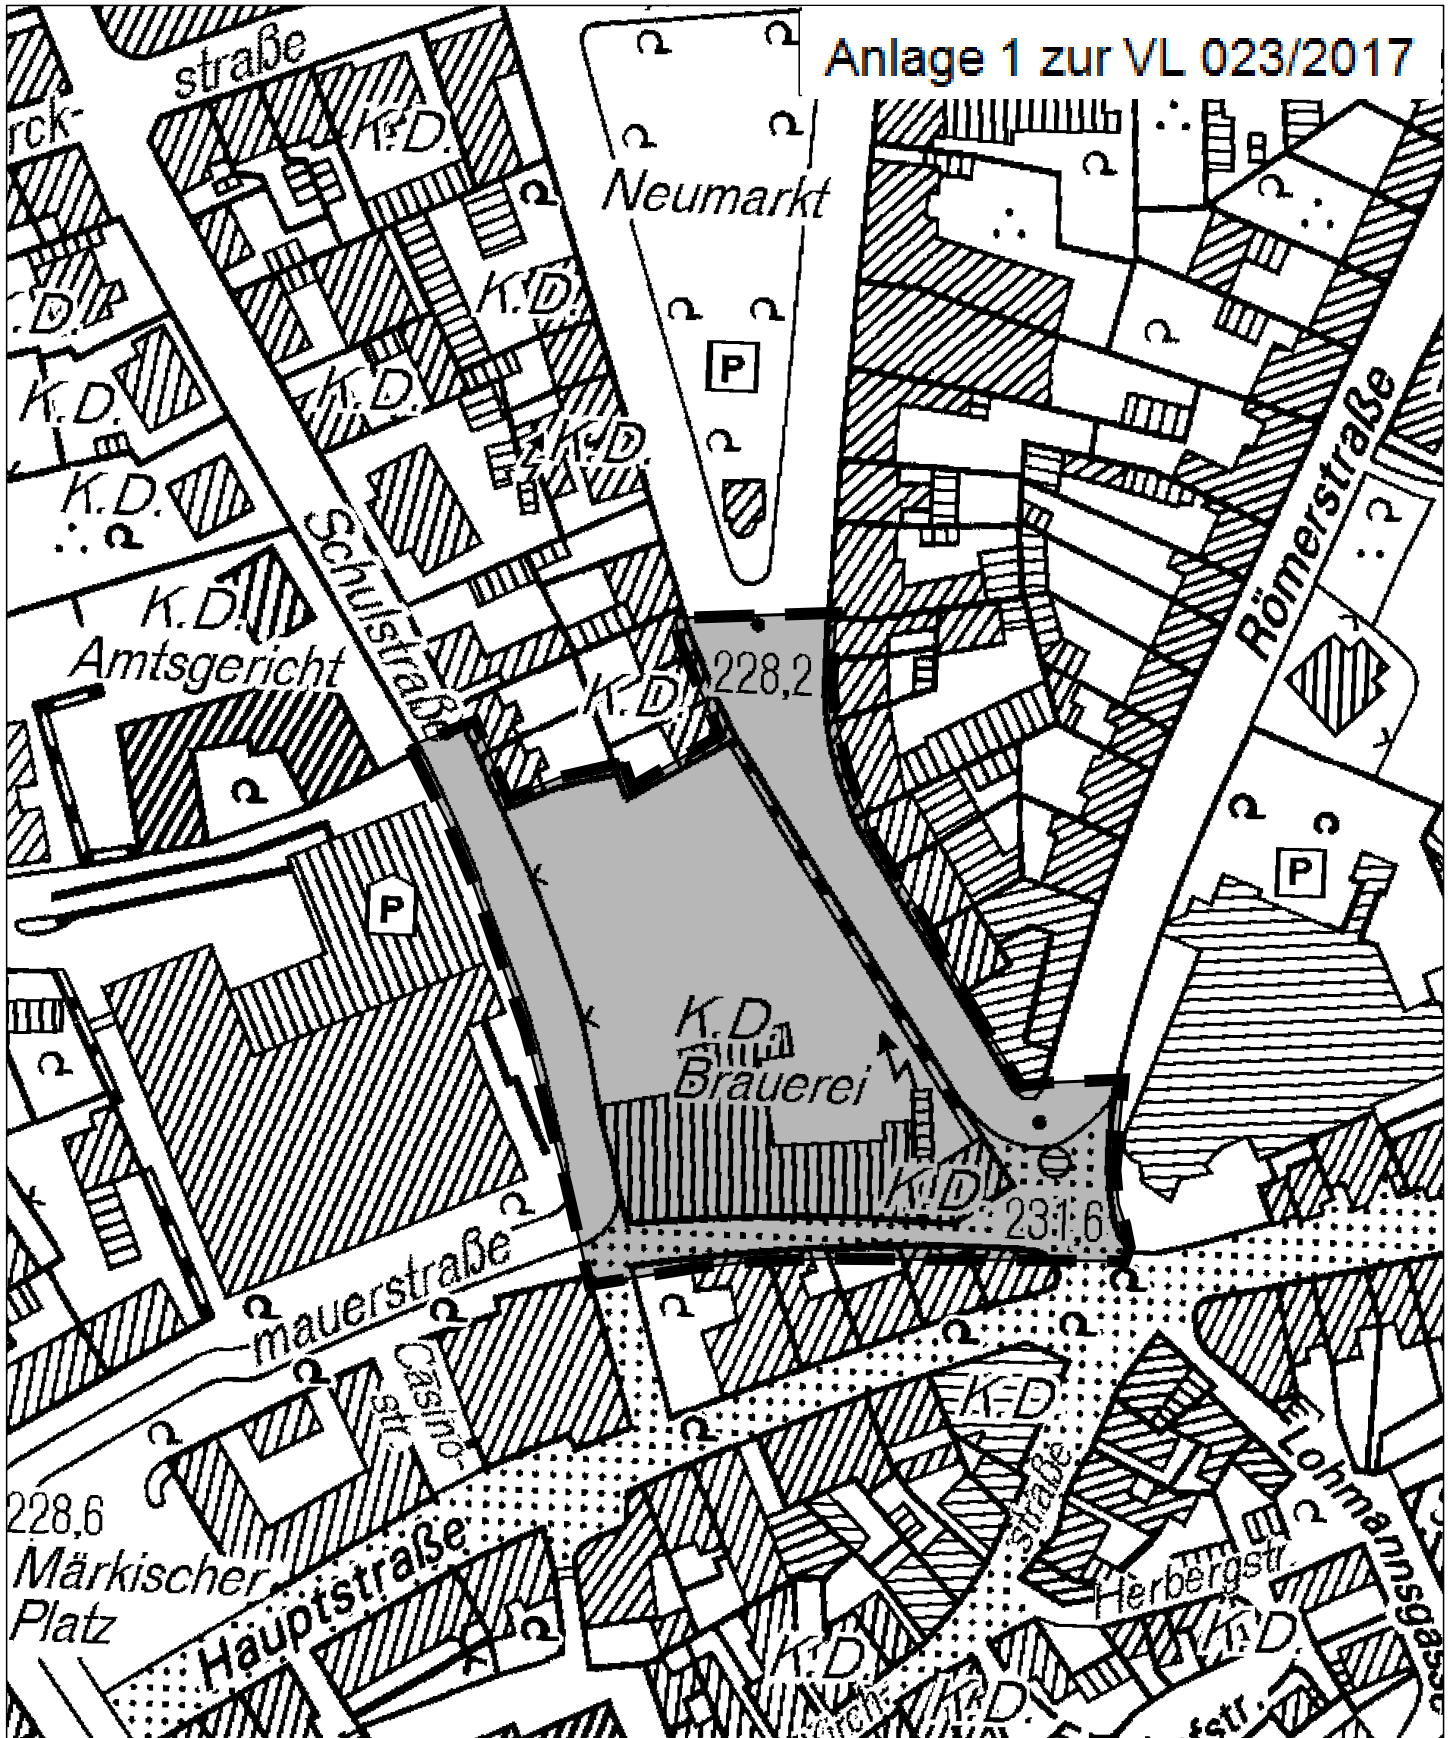 Anlage 1 zur VL 023/2017
straße
rck-
K.D.
Neumarkt
K.D.
K.D.
P
K.D.
K.D.
K.D.
K.D.
Römerstraße
Schulstraße
K.D.
Amtsgericht
228,2
K.D.
P
P
K.D.
Brauerei
K.D.
231,6
mauerstraße
Casino-
str.
K.D.
straße
Lohmannsgasse
228,6
Märkischer
Platz
Hauptstraße
Herbergstr.
K.D.
K.D.
K.D.